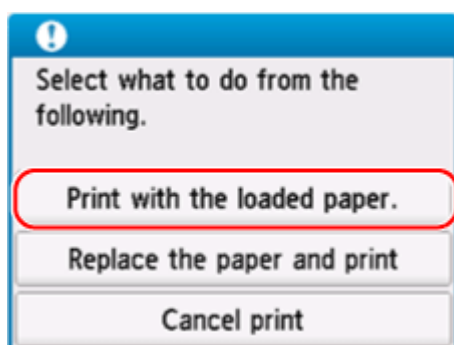 Select what to do from the
following.
Print with the loaded paper.
Replace the paper and print
Cancel print